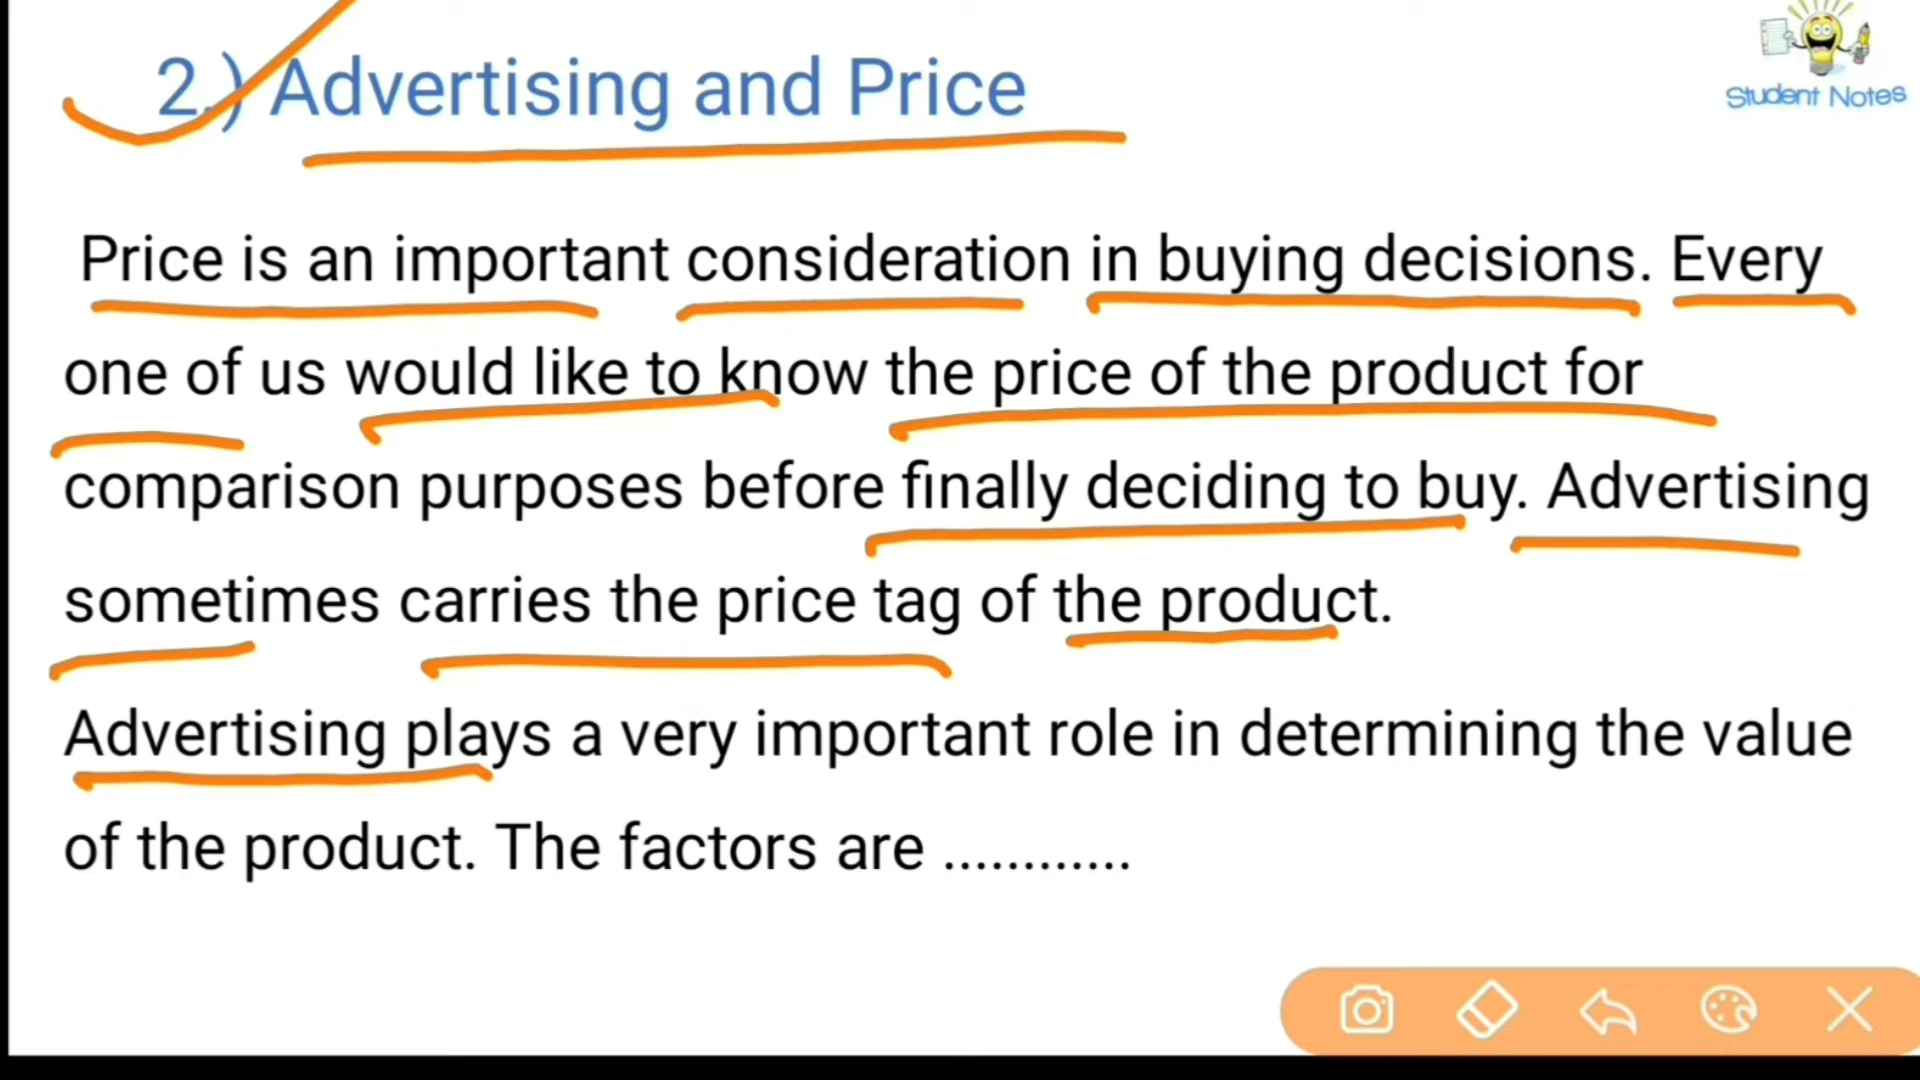 2.) Advertising and Price
Student Notes
Price is an important consideration in buying decisions. Every
one of us would like to know the price of the product for
comparison purposes before finally deciding to buy. Advertising
sometimes carries the price tag of the product.
Advertising plays a very important role in determining the value
of the product. The factors are ............